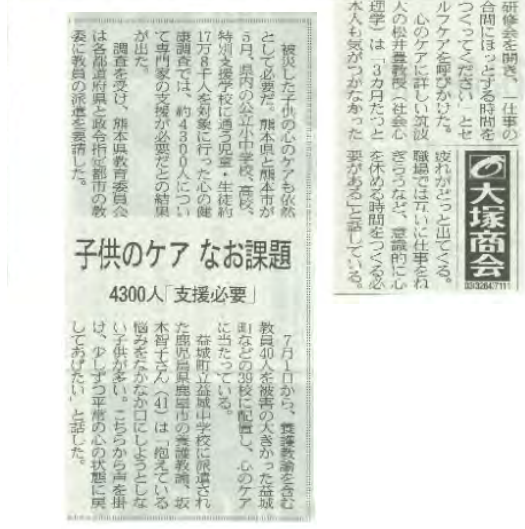 研修会を開き、「仕事の
合間にほっとする時間を
つくってください」とセ
ルフケアを呼びかけた。
心のケアに詳しい筑波
大の松井豊教授（社会心
理学）は「3カ月たつと
本人も気がつかなかった
疲れがどっと出てくる。
職場では互いに仕事をね
ぎらうなど、意識的に心
を休める時間をつくる必
要がある」と話している。
大塚商会
03(3264)7111
子供のケア なお課題
4300人「支援必要」
被災した子供の心のケアも依然
として必要だ。熊本県と熊本市が
5月、県内の公立小中学校、高校、
特別支援学校に通う児童・生徒約
17万8千人を対象に行った心の健
康調査では、約4300人につい
て専門家の支援が必要だとの結果
が出た。
調査を受け、熊本県教育委員会
は各都道府県と政令指定都市の教
委に教員の派遣を要請した。
7月1日から、養護教諭を含む
教員40人を被害の大きかった益城
町などの39校に配置し、心のケア
に当たっている。
益城町立益城中学校に派遣され
た鹿児島県鹿屋市の養護教諭、坂
木智子さん（41）は「抱えている
悩みをなかなか口にしようとしな
い子供が多い。こちらから声を掛
け、少しずつ平常の心の状態に戻
してあげたい」と話した。